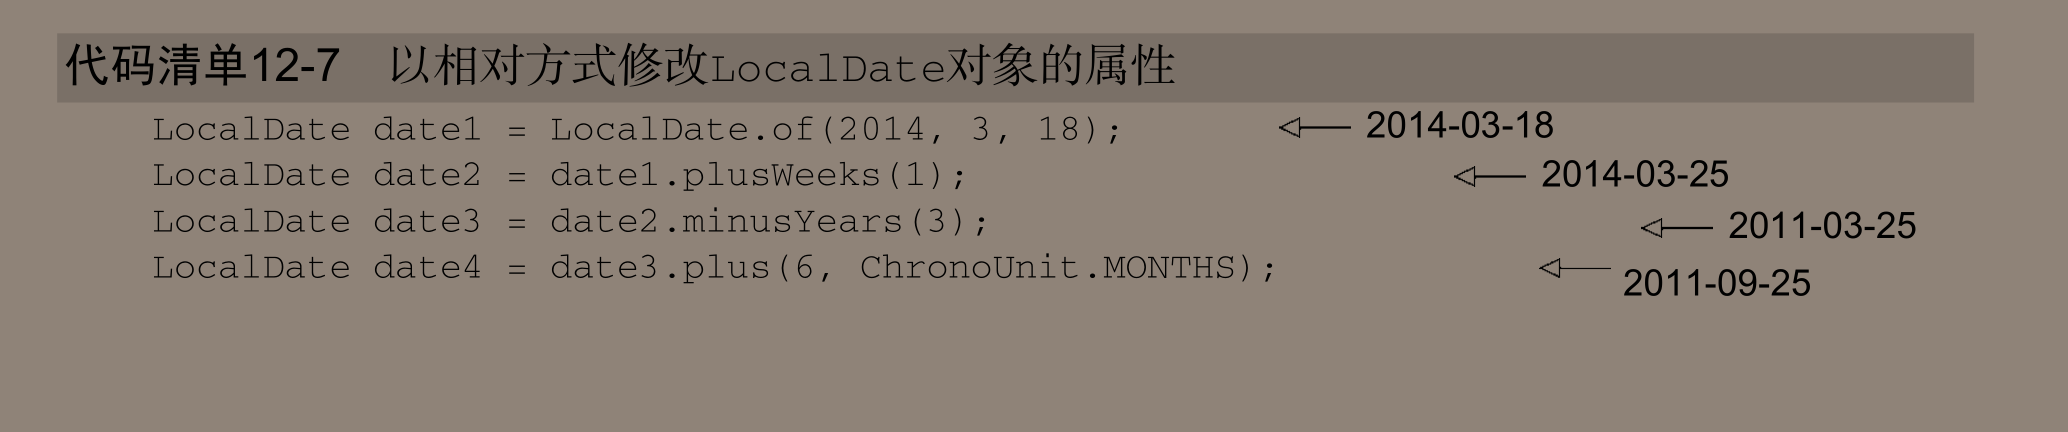 代码清单12-7 以相对方式修改LocalDate对象的属性
LocalDate date1 = LocalDate.of(2014, 3, 18); 2014-03-18
LocalDate date2 = date1.plusWeeks(1); 2014-03-25
LocalDate date3 = date2.minusYears(3); 2011-03-25
LocalDate date4 = date3.plus(6, ChronoUnit.MONTHS); 2011-09-25